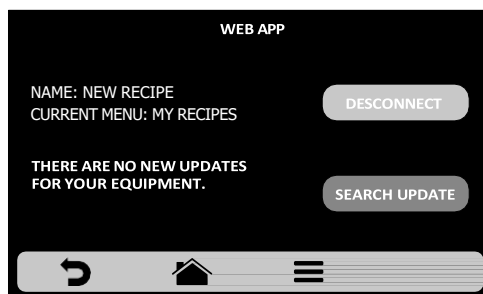 WEB APP
NAME: NEW RECIPE
CURRENT MENU: MY RECIPES
DESCONNECT
THERE ARE NO NEW UPDATES
FOR YOUR EQUIPMENT.
SEARCH UPDATE